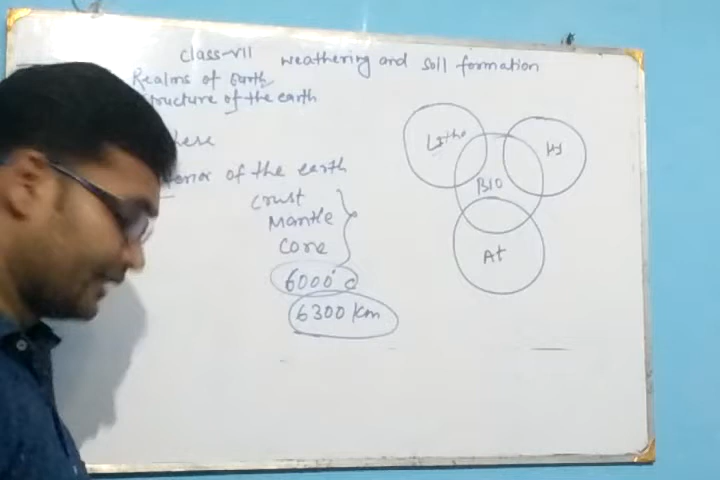 Class-VII weathering and soil formation
Realms of Earth
tructure of the earth
here
of the earth
Crust
Mantle
Core
6000°c
6300 km
Litho
Hy
BIO
At